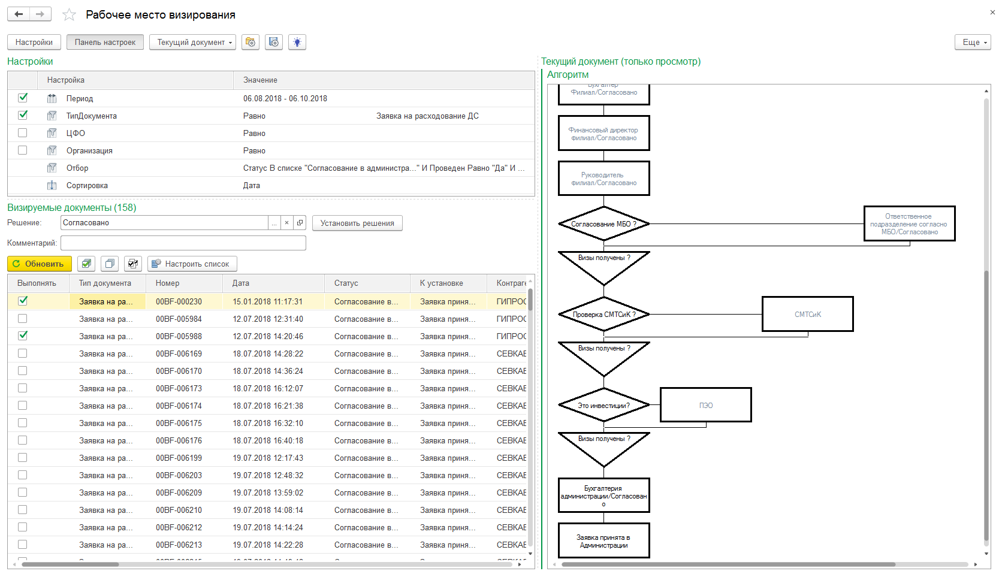 Рабочее место визирования
Настройки
Панель настроек
Текущий документ
Еще
Настройки
Настройка Значение
Период 06.08.2018 - 06.10.2018
ТипДокумента Равно Заявка на расходование ДС
ЦФО Равно
Организация Равно
Отбор Статус В списке "Согласование в администра..." И Проведен Равно "Да" И ...
Сортировка Дата
Визируемые документы (158)
Решение: Согласовано ... ×
Установить решения
Комментарий:
Обновить
Настроить список
Выполнять Тип документа Номер Дата Статус К установке Контраге
Заявка на ра... 00BF-000230 15.01.2018 11:17:31 Согласование в... Заявка приня... ГИПРОС
Заявка на ра... 00BF-005984 12.07.2018 12:31:40 Согласование в... Заявка приня... ГИПРОС
Заявка на ра... 00BF-005988 12.07.2018 14:20:46 Согласование в... Заявка приня... ГИПРОС
Заявка на ра... 00BF-006169 18.07.2018 14:28:22 Согласование в... Заявка приня... СЕВКАВ
Заявка на ра... 00BF-006170 18.07.2018 14:36:24 Согласование в... Заявка приня... СЕВКАВ
Заявка на ра... 00BF-006173 18.07.2018 16:12:07 Согласование в... Заявка приня... СЕВКАВ
Заявка на ра... 00BF-006174 18.07.2018 16:21:38 Согласование в... Заявка приня... СЕВКАВ
Заявка на ра... 00BF-006175 18.07.2018 16:32:10 Согласование в... Заявка приня... СЕВКАВ
Заявка на ра... 00BF-006176 18.07.2018 16:40:18 Согласование в... Заявка приня... СЕВКАВ
Заявка на ра... 00BF-006199 19.07.2018 12:17:43 Согласование в... Заявка приня... СЕВКАВ
Заявка на ра... 00BF-006203 19.07.2018 12:48:32 Согласование в... Заявка приня... СЕВКАВ
Заявка на ра... 00BF-006209 19.07.2018 13:59:02 Согласование в... Заявка приня... СЕВКАВ
Заявка на ра... 00BF-006210 19.07.2018 14:08:14 Согласование в... Заявка приня... СЕВКАВ
Заявка на ра... 00BF-006212 19.07.2018 14:14:24 Согласование в... Заявка приня... СЕВКАВ
Заявка на ра... 00BF-006213 19.07.2018 14:22:28 Согласование в... Заявка приня... СЕВКАВ
Текущий документ (только просмотр)
Алгоритм
Бухгалтер
Филиал/Согласовано
Финансовый директор
филиал/Согласовано
Руководитель
филиал/Согласовано
Согласование МБО ?
Ответственное
подразделение согласно
МБО/Согласовано
Визы получены ?
Проверка СМТСиК ?
СМТСиК
Визы получены ?
Это инвестиции?
ПЭО
Визы получены ?
Бухгалтерия
администрации/Согласован
о
Заявка принята в
Администрации